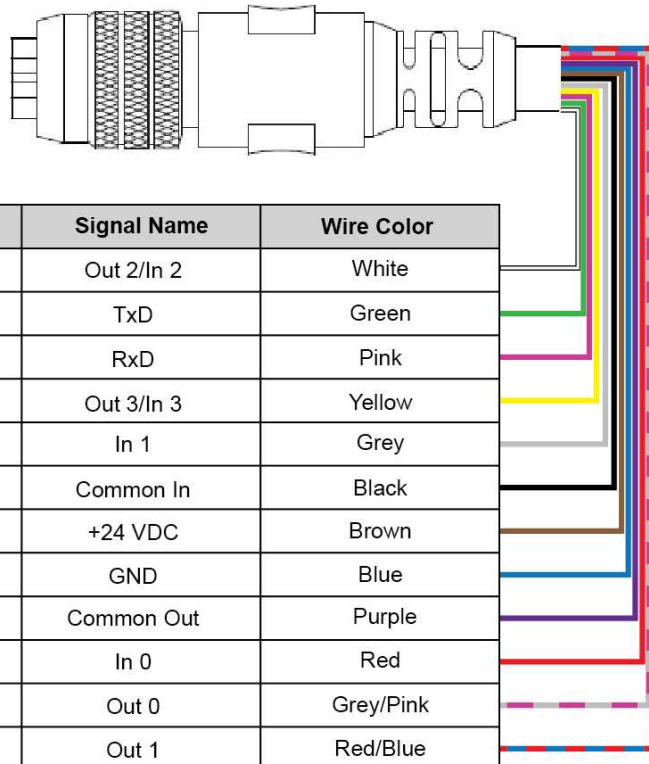 Signal Name Wire Color
Out 2/In 2 White
TxD Green
RxD Pink
Out 3/In 3 Yellow
In 1 Grey
Common In Black
+24 VDC Brown
GND Blue
Common Out Purple
In 0 Red
Out 0 Grey/Pink
Out 1 Red/Blue